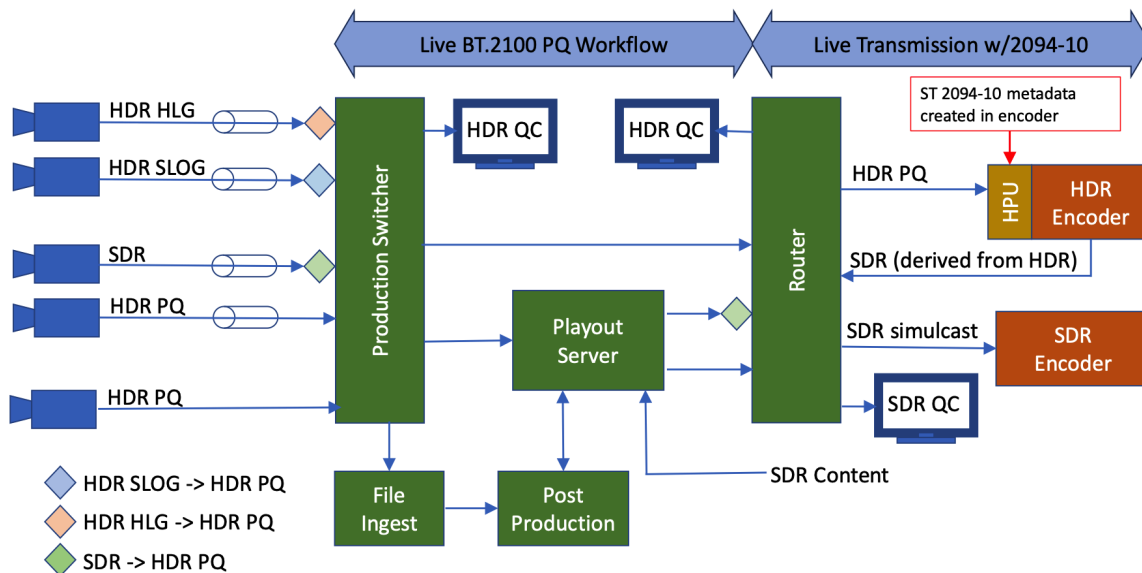 Live BT.2100 PQ Workflow
Live Transmission w/2094-10
HDR HLG
HDR SLOG
SDR
HDR PQ
HDR PQ
Production Switcher
HDR QC
HDR QC
ST 2094-10 metadata
created in encoder
HDR PQ
HPU
HDR
Encoder
Router
SDR (derived from HDR)
Playout
Server
SDR simulcast
SDR
Encoder
SDR QC
SDR Content
File
Ingest
Post
Production
HDR SLOG -> HDR PQ
HDR HLG -> HDR PQ
SDR -> HDR PQ